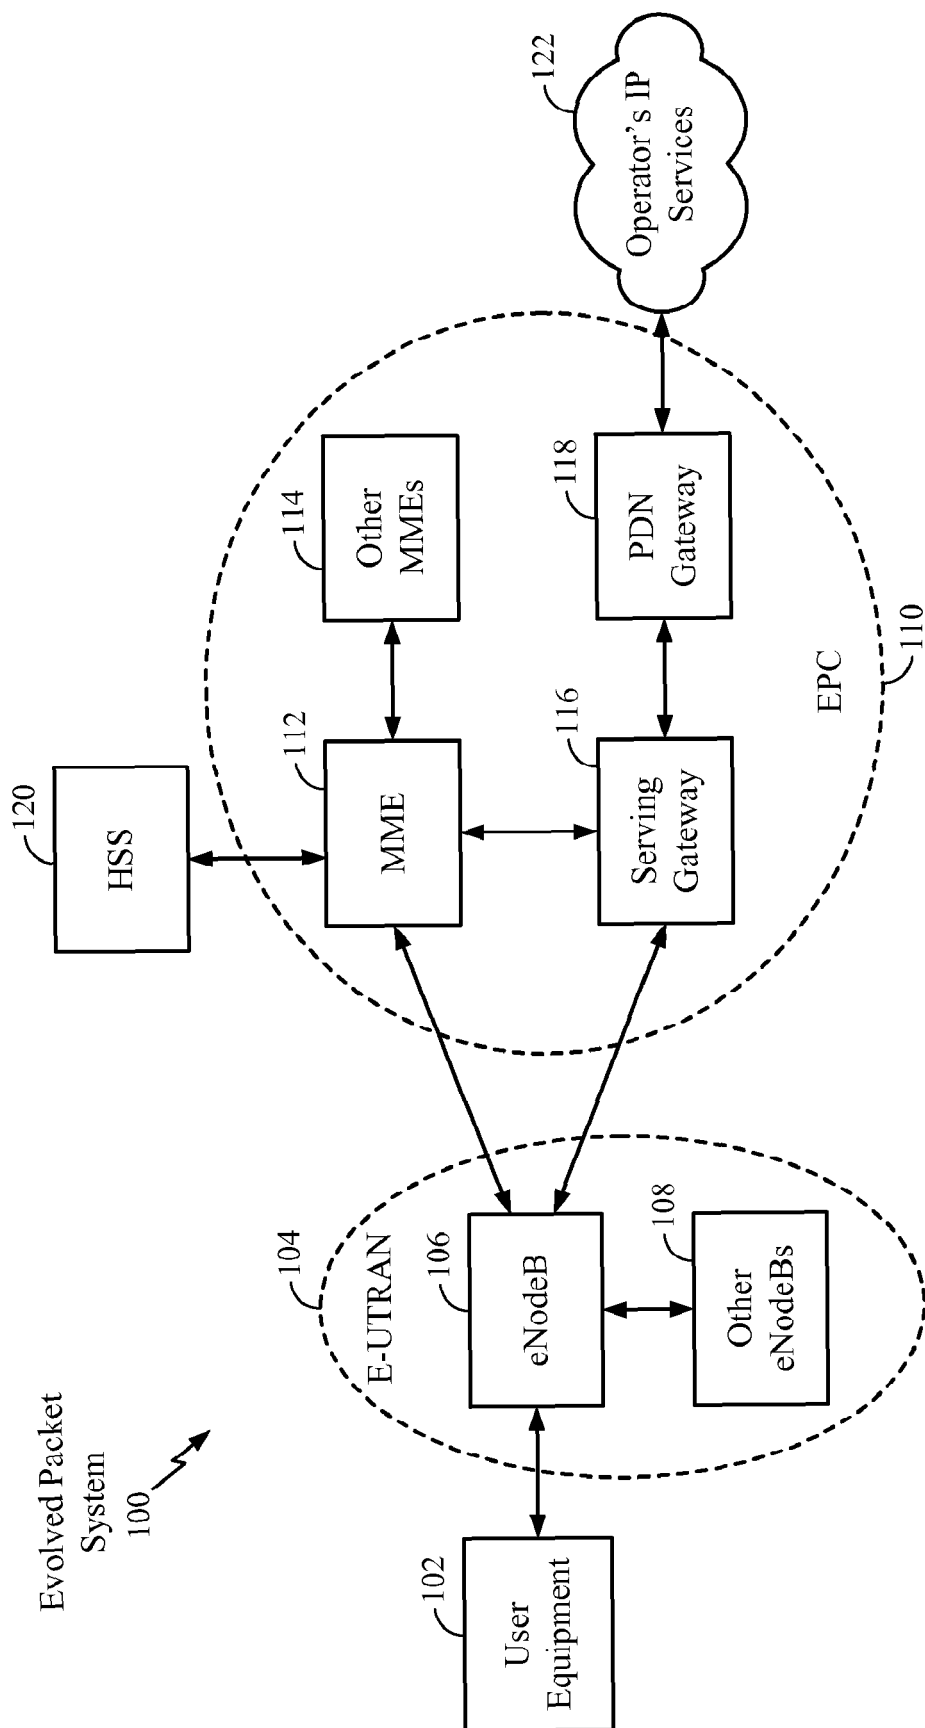 Evolved Packet
System
100
120
HSS
104
E-UTRAN
102
User
Equipment
106
eNodeB
108
Other
eNodeBs
112
MME
114
Other
MMEs
116
Serving
Gateway
118
PDN
Gateway
EPC
110
122
Operator's IP
Services